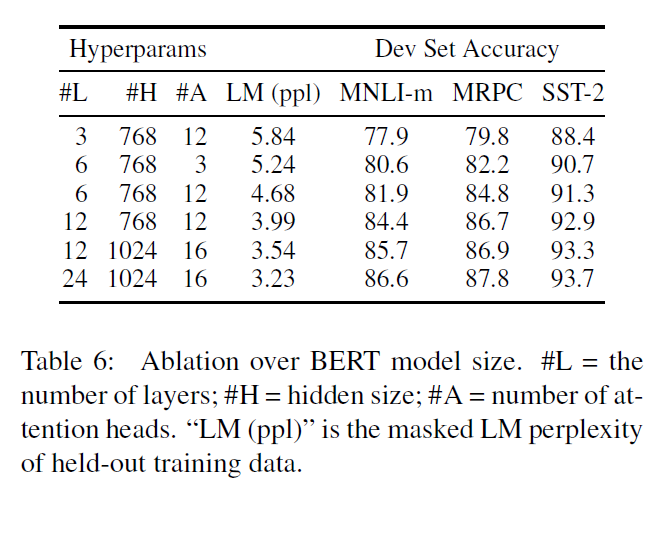 Hyperparams Dev Set Accuracy
#L #H #A LM (ppl) MNLI-m MRPC SST-2
3 768 12 5.84 77.9 79.8 88.4
6 768 3 5.24 80.6 82.2 90.7
6 768 12 4.68 81.9 84.8 91.3
12 768 12 3.99 84.4 86.7 92.9
12 1024 16 3.54 85.7 86.9 93.3
24 1024 16 3.23 86.6 87.8 93.7
Table 6: Ablation over BERT model size. #L = the
number of layers; #H = hidden size; #A = number of at-
tention heads. “LM (ppl)” is the masked LM perplexity
of held-out training data.